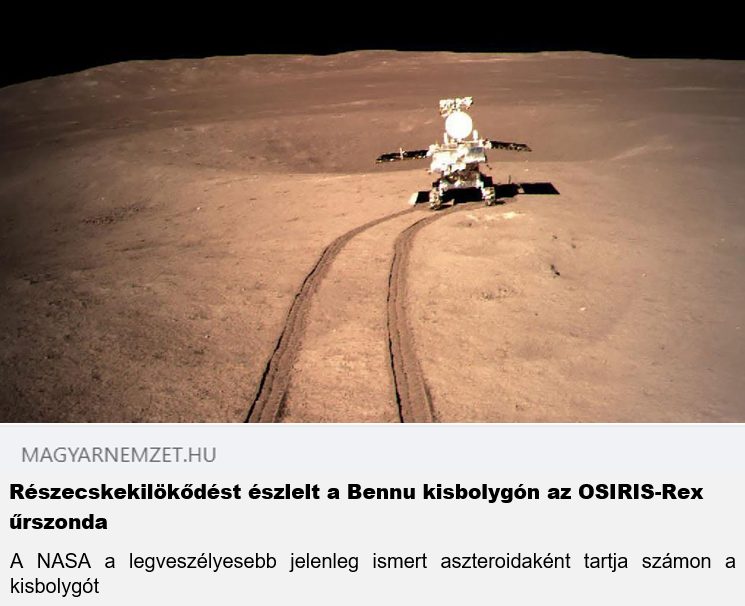 MAGYARNEMZET.HU
Részecskekilökődést észlelt a Bennu kisbolygón az OSIRIS-Rex
űrszonda
A NASA a legveszélyesebb jelenleg ismert aszteroidaként tartja számon a
kisbolygót